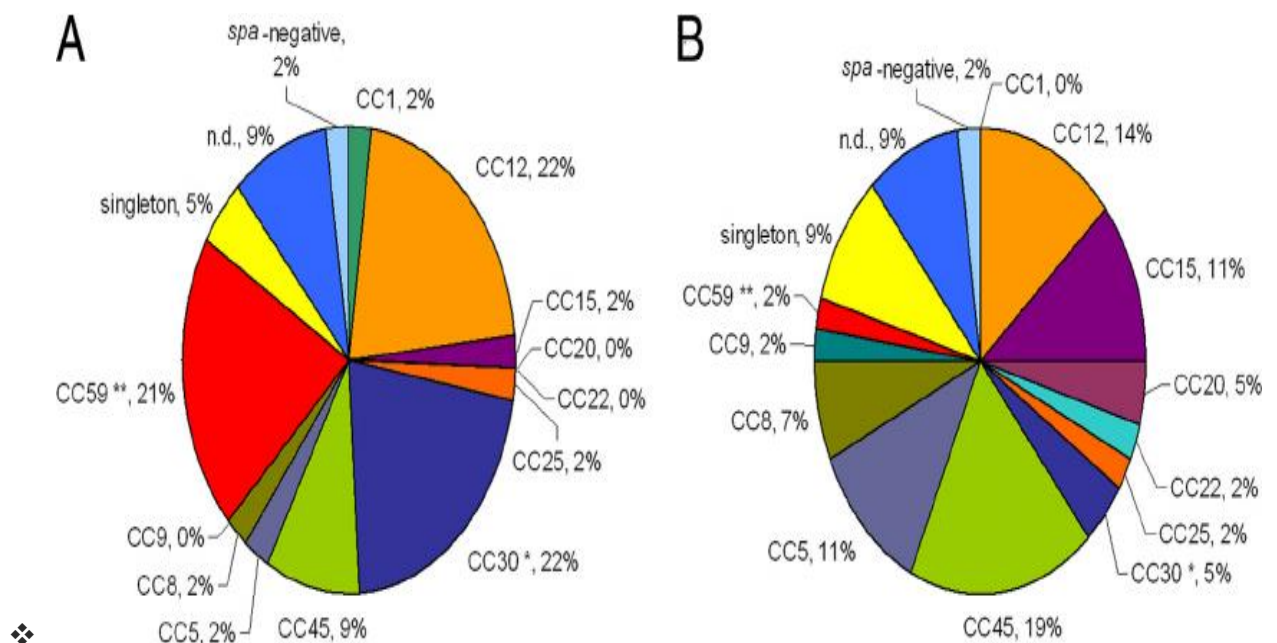 A
spa-negative,
2%
CC1, 2%
CC12, 22%
CC15, 2%
CC20, 0%
CC22, 0%
CC25, 2%
CC30 *, 22%
CC45, 9%
CC5, 2%
CC8, 2%
CC9, 0%
CC59 **, 21%
singleton, 5%
n.d., 9%
B
spa-negative, 2%
CC1, 0%
CC12, 14%
CC15, 11%
CC20, 5%
CC22, 2%
CC25, 2%
CC30 *, 5%
CC45, 19%
CC5, 11%
CC8, 7%
CC9, 2%
CC59 **, 2%
singleton, 9%
n.d., 9%